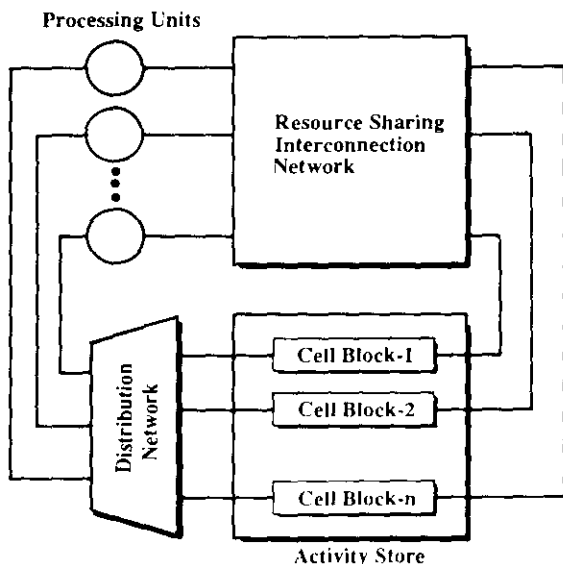 Processing Units
Resource Sharing
Interconnection
Network
Distribution
Network
Cell Block-1
Cell Block-2
Cell Block-n
Activity Store